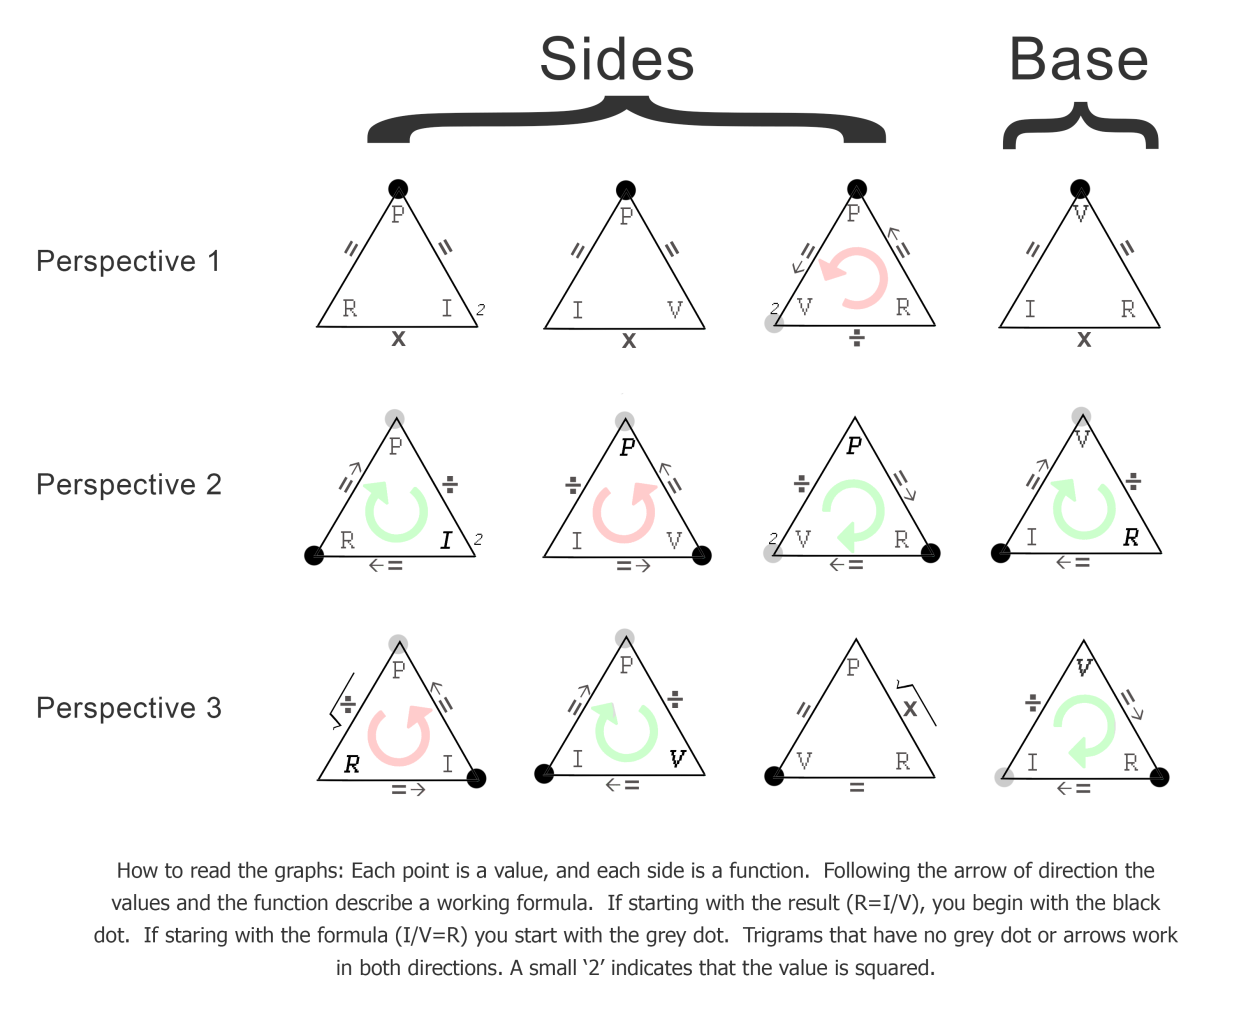 Sides
Base
Perspective 1
P
= =
R I 2
x
P
= =
I V
x
P
= =
2 V R
÷
V
= =
I R
x
Perspective 2
P
= ÷
R I 2
=
P
÷ =
I V
=
P
÷ =
2 V R
=
V
= ÷
I R
=
Perspective 3
P
÷ =
R I
=
P
= ÷
I V
=
P
= x
V R
=
V
÷ =
I R
=
How to read the graphs: Each point is a value, and each side is a function. Following the arrow of direction the
values and the function describe a working formula. If starting with the result (R=I/V), you begin with the black
dot. If staring with the formula (I/V=R) you start with the grey dot. Trigrams that have no grey dot or arrows work
in both directions. A small ‘2’ indicates that the value is squared.